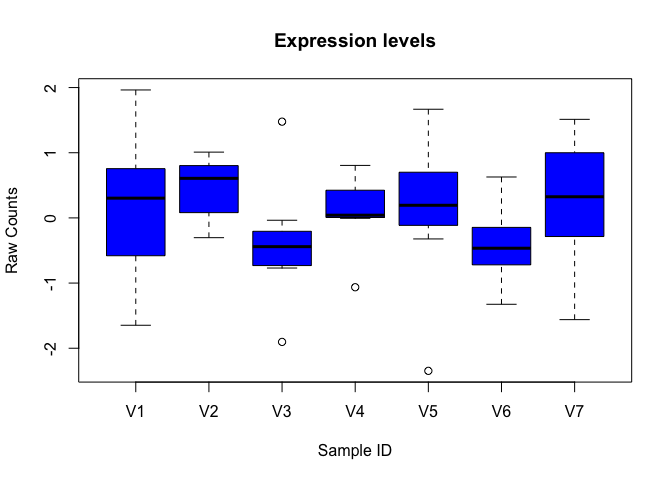 Expression levels
Raw Counts
2
1
0
-1
-2
V1 V2 V3 V4 V5 V6 V7
Sample ID